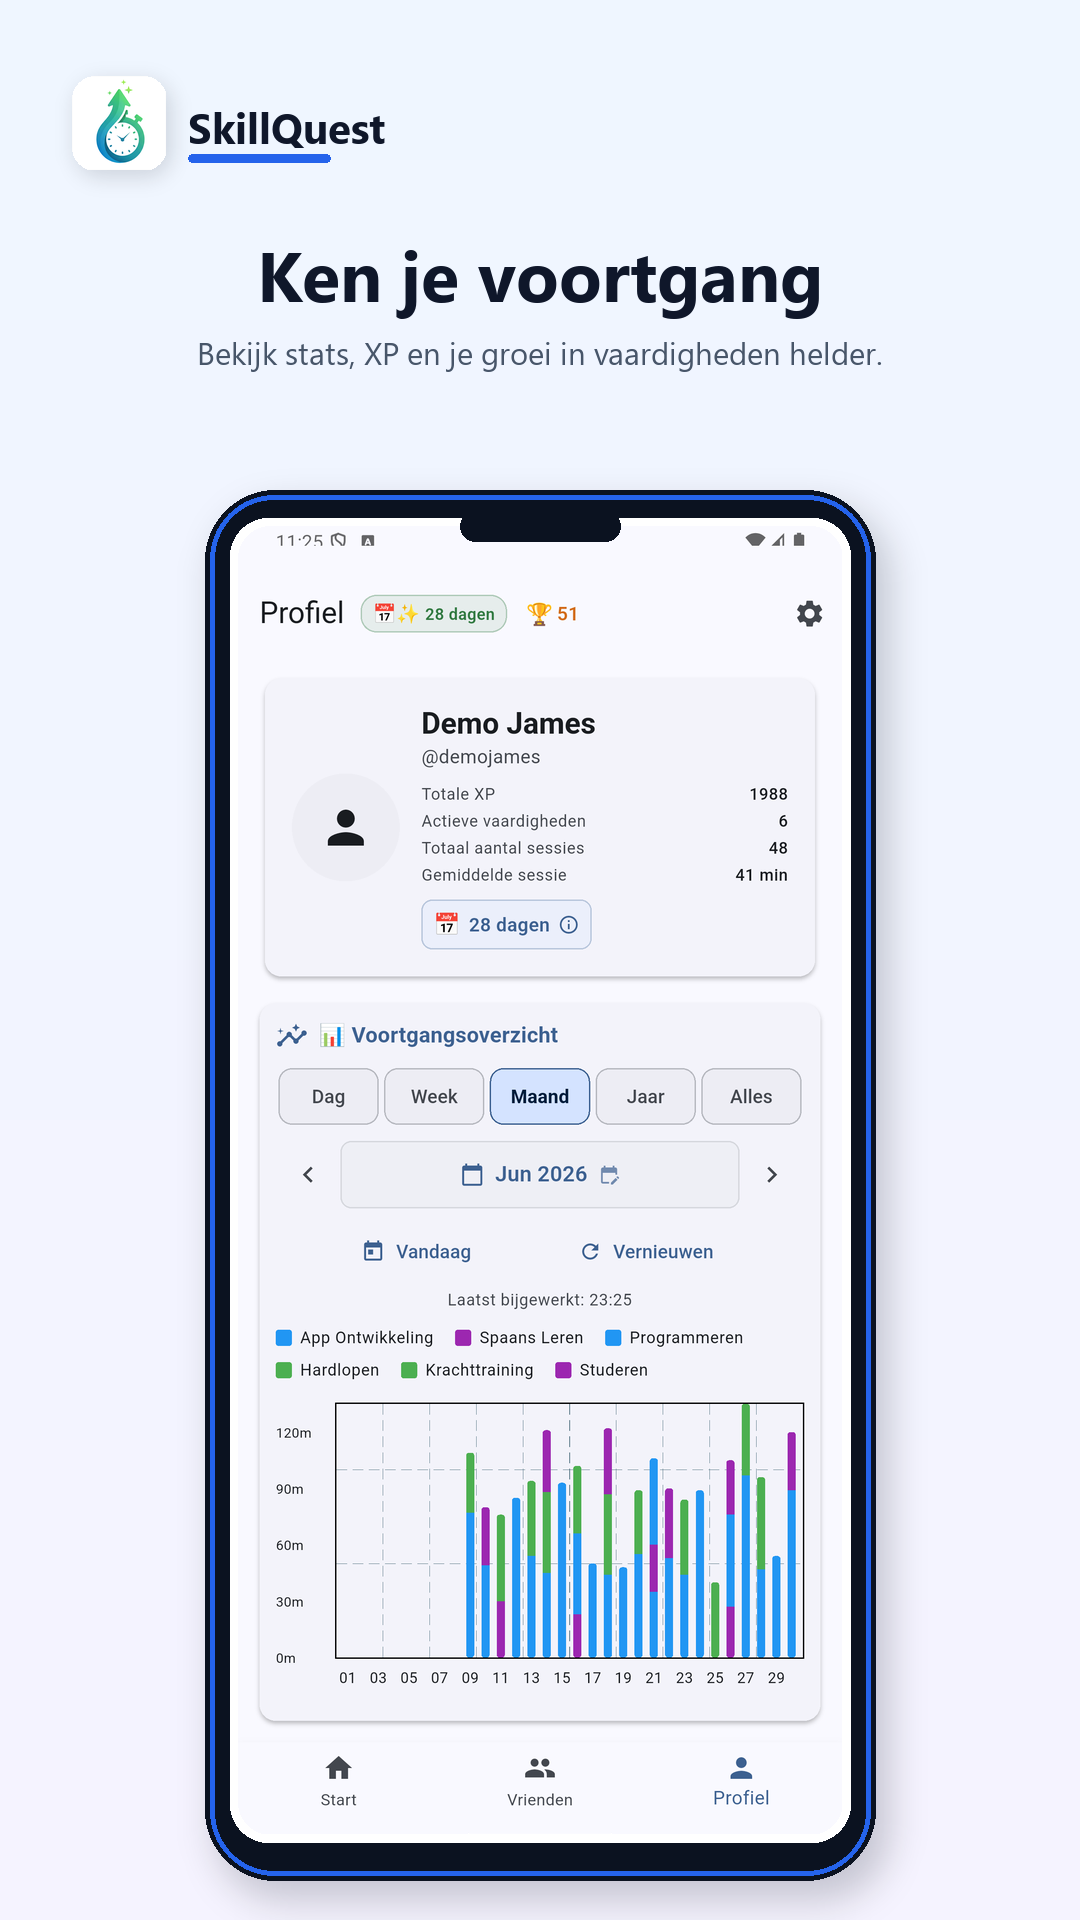 SkillQuest
Ken je voortgang
Bekijk stats, XP en je groei in vaardigheden helder.
11:25
Profiel 📅✨ 28 dagen 🏆 51
Demo James
@demojames
Totale XP 1988
Actieve vaardigheden 6
Totaal aantal sessies 48
Gemiddelde sessie 41 min
28 dagen
Voortgangsoverzicht
Dag Week Maand Jaar Alles
Jun 2026
Vandaag Vernieuwen
Laatst bijgewerkt: 23:25
App Ontwikkeling Spaans Leren Programmeren
Hardlopen Krachttraining Studeren
120m
90m
60m
30m
0m
01 03 05 07 09 11 13 15 17 19 21 23 25 27 29
Start Vrienden Profiel